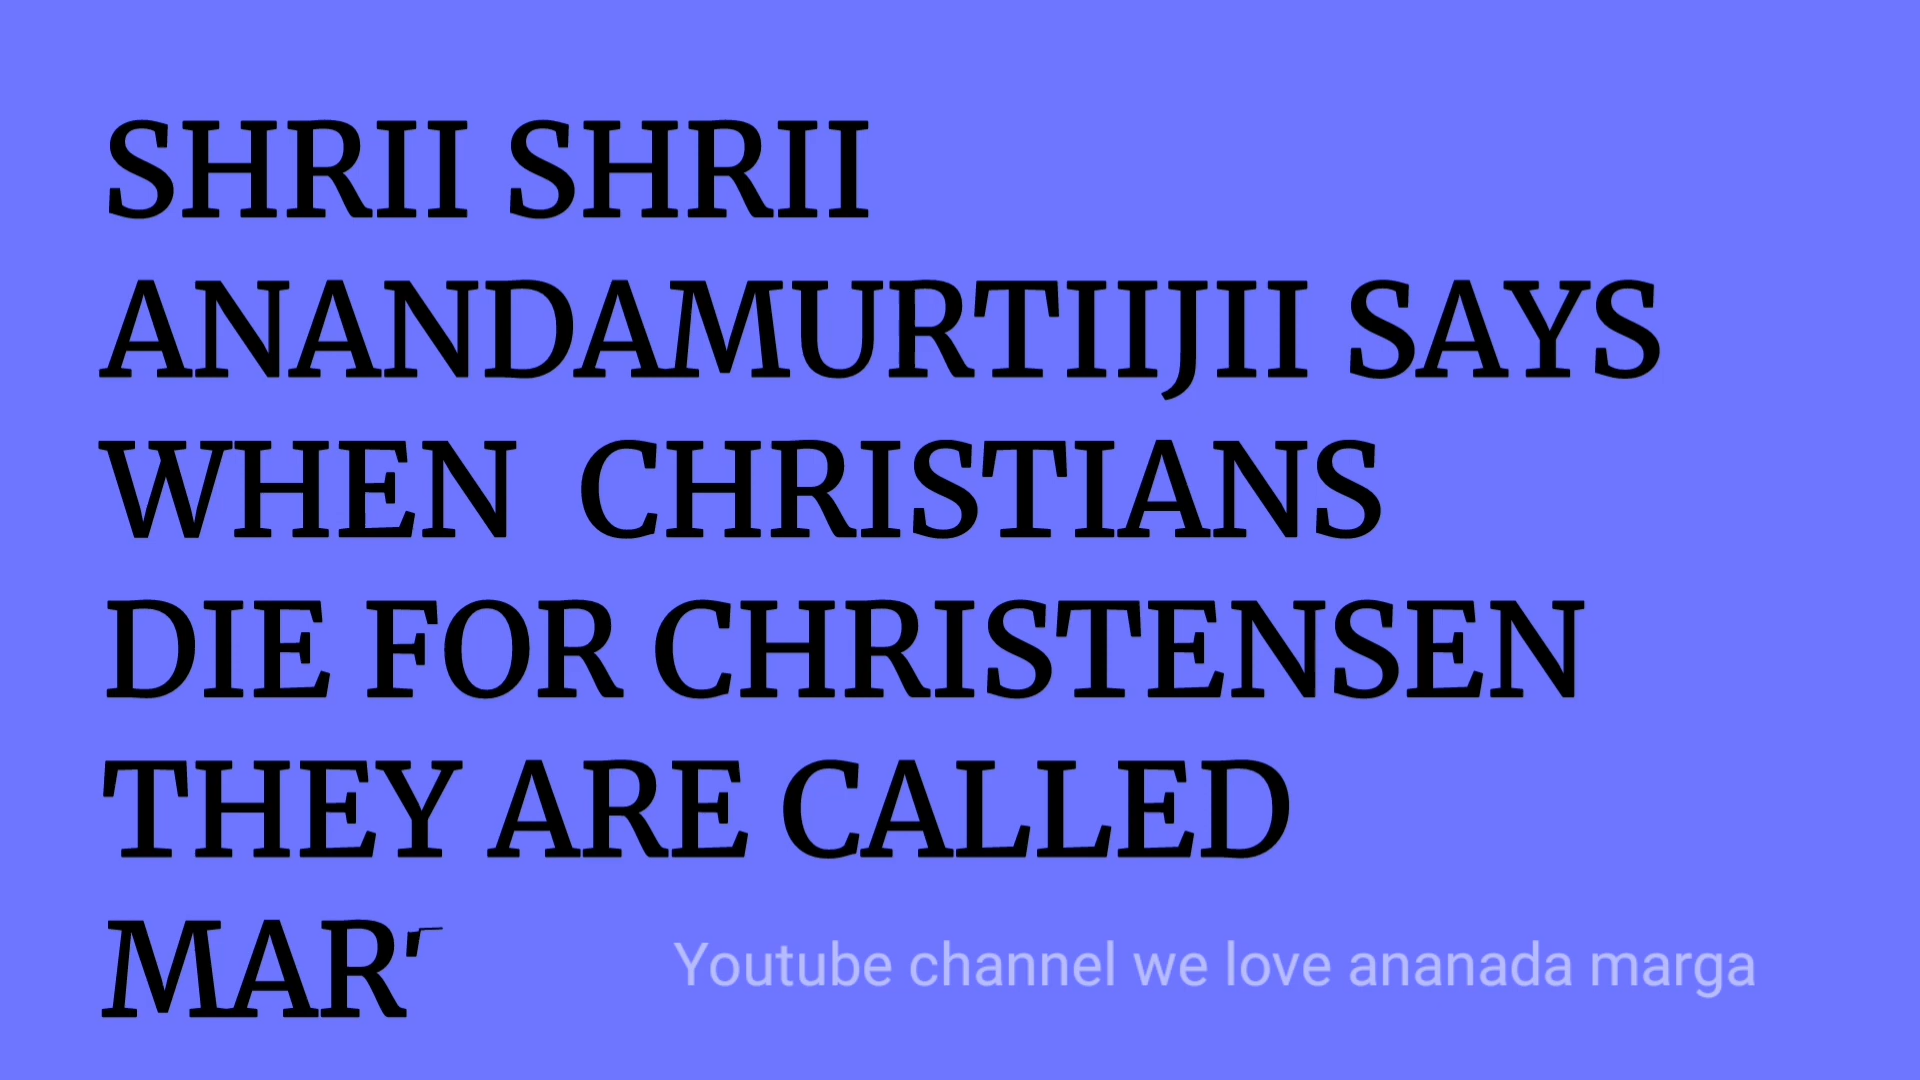 SHRII SHRII
ANANDAMURTIIJII SAYS
WHEN CHRISTIANS
DIE FOR CHRISTENSEN
THEY ARE CALLED
Youtube channel we love ananada marga